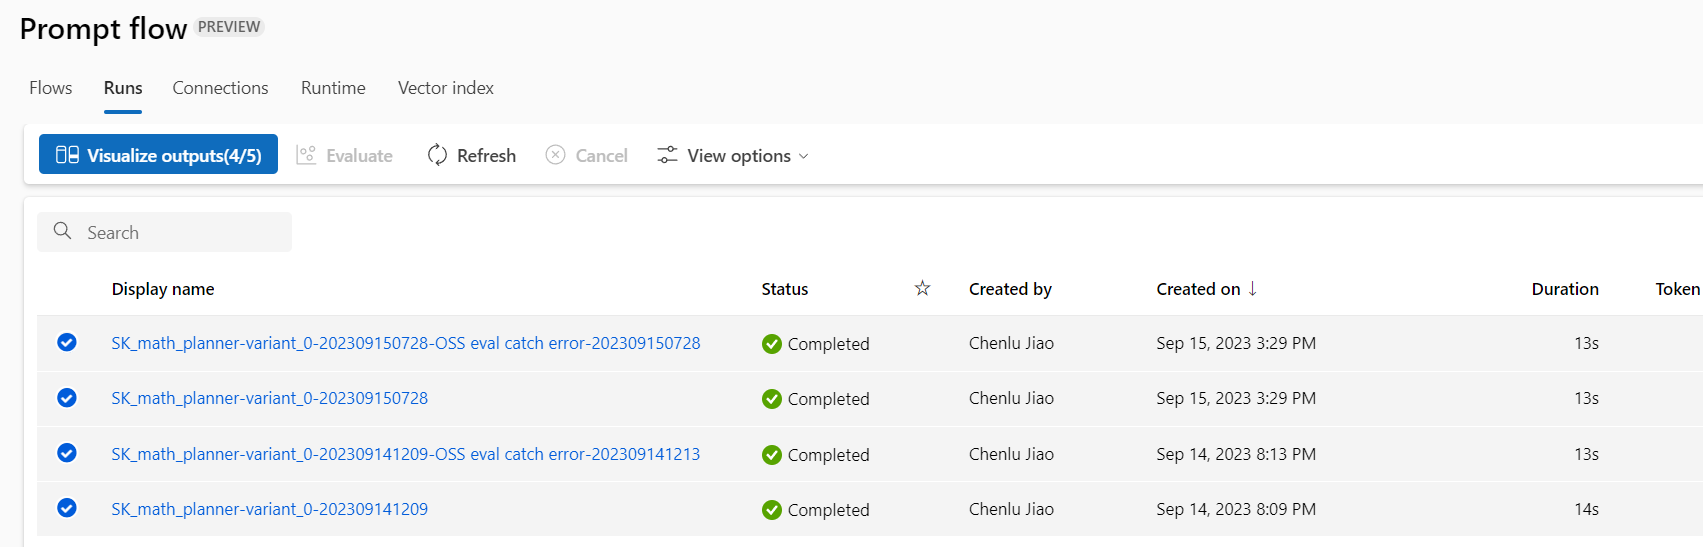 Prompt flow PREVIEW
Flows Runs Connections Runtime Vector index
Visualize outputs(4/5) Evaluate Refresh Cancel View options
Search
Display name Status Created by Created on ↓ Duration Token
SK_math_planner-variant_0-202309150728-OSS eval catch error-202309150728 Completed Chenlu Jiao Sep 15, 2023 3:29 PM 13s
SK_math_planner-variant_0-202309150728 Completed Chenlu Jiao Sep 15, 2023 3:29 PM 13s
SK_math_planner-variant_0-202309141209-OSS eval catch error-202309141213 Completed Chenlu Jiao Sep 14, 2023 8:13 PM 13s
SK_math_planner-variant_0-202309141209 Completed Chenlu Jiao Sep 14, 2023 8:09 PM 14s